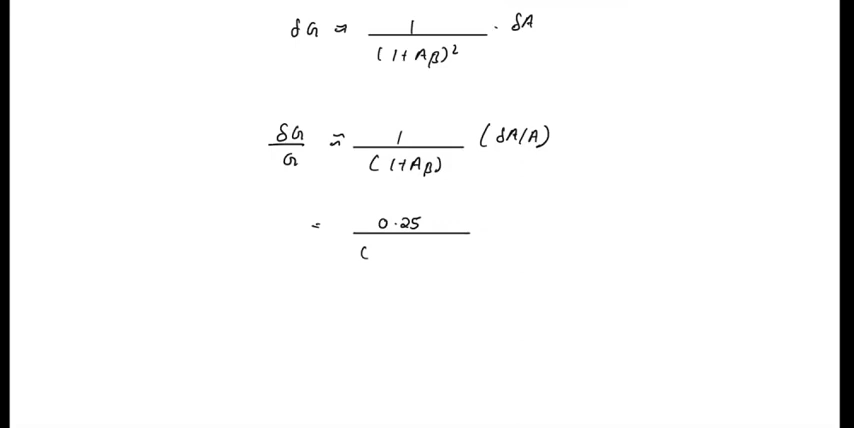 δG ≈ 1 / (1+Aβ)² · δA
δG/G ≈ 1 / (1+Aβ) (δA/A)
= 0.25 / (